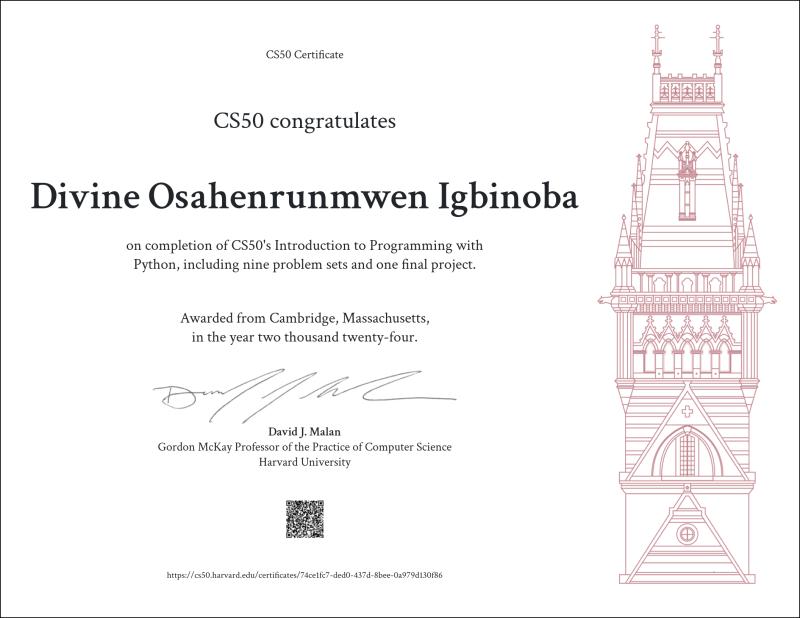 CS50 Certificate
CS50 congratulates
Divine Osahenrunmwen Igbinoba
on completion of CS50's Introduction to Programming with
Python, including nine problem sets and one final project.
Awarded from Cambridge, Massachusetts,
in the year two thousand twenty-four.
David J. Malan
Gordon McKay Professor of the Practice of Computer Science
Harvard University
https://cs50.harvard.edu/certificates/74ce1fc7-ded0-437d-8bee-0a979d130f86